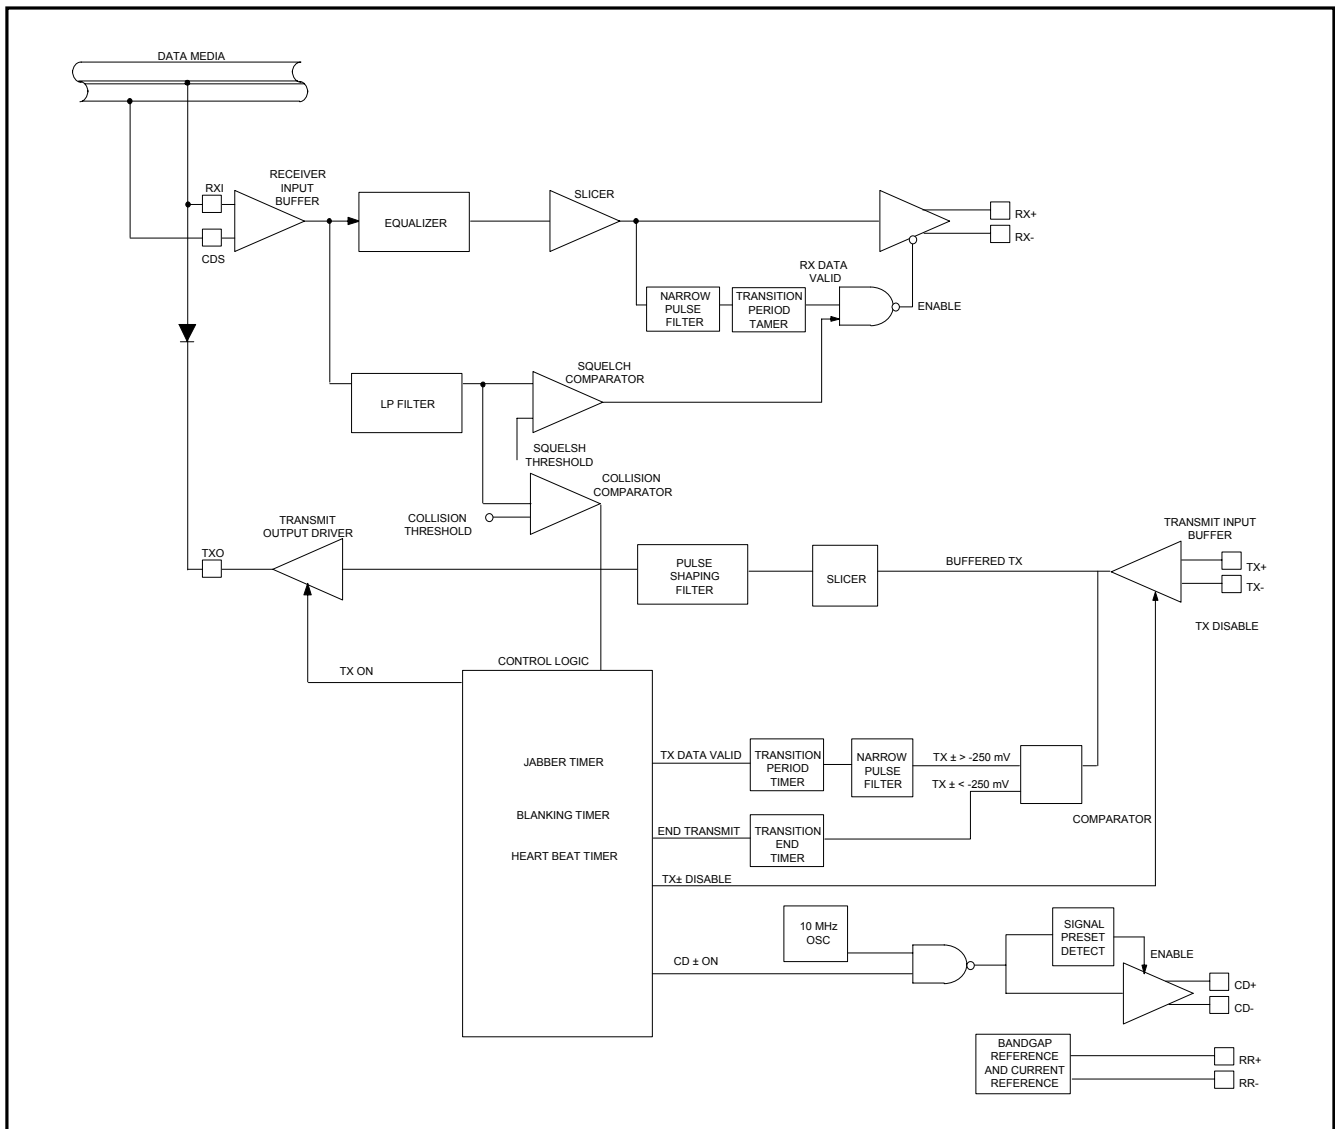 DATA MEDIA
RXI
CDS
RECEIVER
INPUT
BUFFER
EQUALIZER
SLICER
RX+
RX-
RX DATA
VALID
NARROW
PULSE
FILTER
TRANSITION
PERIOD
TAMER
ENABLE
LP FILTER
SQUELCH
COMPARATOR
SQUELSH
THRESHOLD
COLLISION
COMPARATOR
COLLISION
THRESHOLD
TRANSMIT
OUTPUT DRIVER
TXO
PULSE
SHAPING
FILTER
SLICER
BUFFERED TX
TRANSMIT INPUT
BUFFER
TX+
TX-
TX DISABLE
TX ON
CONTROL LOGIC
JABBER TIMER
BLANKING TIMER
HEART BEAT TIMER
TX DATA VALID
TRANSITION
PERIOD
TIMER
NARROW
PULSE
FILTER
TX ± > -250 mV
TX ± < -250 mV
COMPARATOR
END TRANSMIT
TRANSITION
END
TIMER
TX± DISABLE
10 MHz
OSC
CD ± ON
SIGNAL
PRESET
DETECT
ENABLE
CD+
CD-
BANDGAP
REFERENCE
AND CURRENT
REFERENCE
RR+
RR-